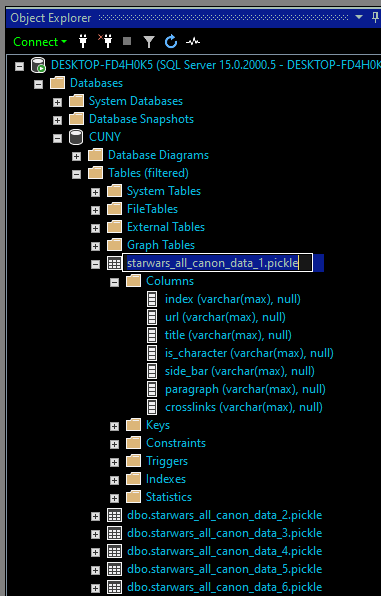 Object Explorer
Connect
DESKTOP-FD4H0K5 (SQL Server 15.0.2000.5 - DESKTOP-FD4H0K5
Databases
System Databases
Database Snapshots
CUNY
Database Diagrams
Tables (filtered)
System Tables
FileTables
External Tables
Graph Tables
starwars_all_canon_data_1.pickle
Columns
index (varchar(max), null)
url (varchar(max), null)
title (varchar(max), null)
is_character (varchar(max), null)
side_bar (varchar(max), null)
paragraph (varchar(max), null)
crosslinks (varchar(max), null)
Keys
Constraints
Triggers
Indexes
Statistics
dbo.starwars_all_canon_data_2.pickle
dbo.starwars_all_canon_data_3.pickle
dbo.starwars_all_canon_data_4.pickle
dbo.starwars_all_canon_data_5.pickle
dbo.starwars_all_canon_data_6.pickle